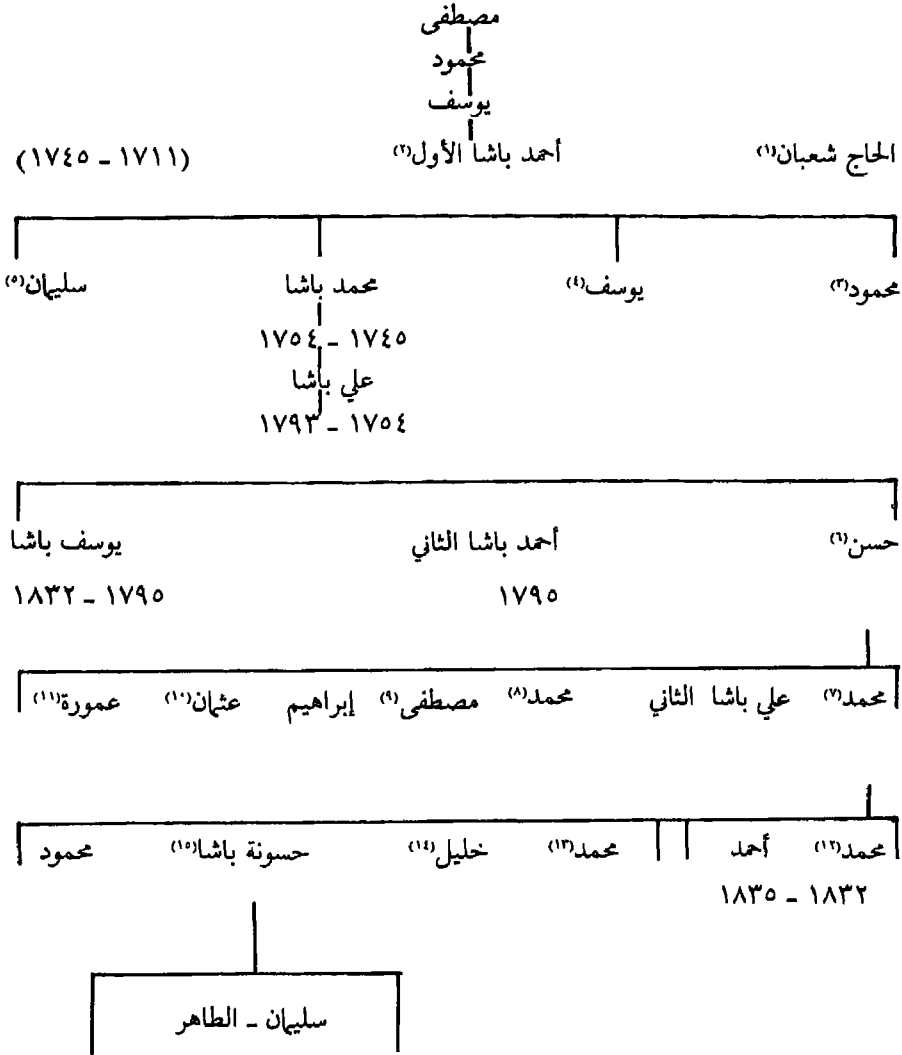 مصطفى
محمود
يوسف
الحاج شعبان(١) أحمد باشا الأول(٢) (١٧١١ - ١٧٤٥)
محمود(٣) يوسف(٤) محمد باشا سليمان(٥)
١٧٤٥ - ١٧٥٤
علي باشا
١٧٥٤ - ١٧٩٣
حسن(٦) أحمد باشا الثاني يوسف باشا
١٧٩٥ ١٧٩٥ - ١٨٣٢
محمد(٧) علي باشا الثاني محمد(٨) مصطفى(٩) إبراهيم عثمان(١٠) عمورة(١١)
محمد(١٢) أحمد محمد(١٣) خليل(١٤) حسونة باشا(١٥) محمود
١٨٣٢ - ١٨٣٥
سليمان - الطاهر